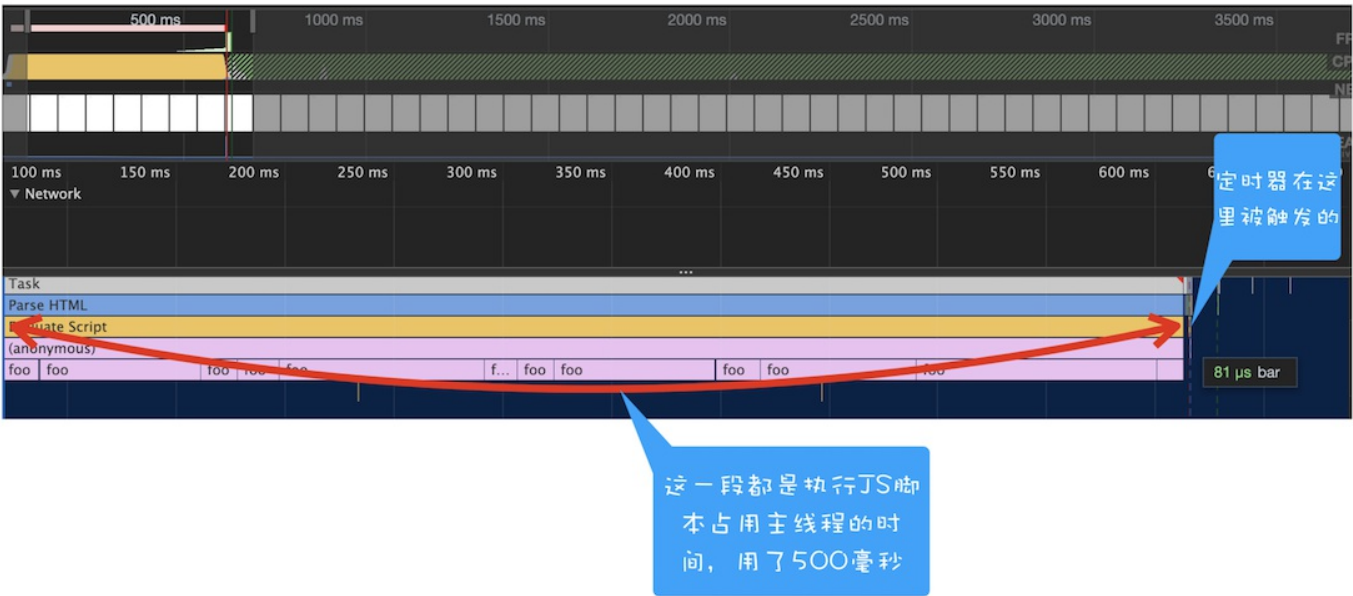 500 ms 1000 ms 1500 ms 2000 ms 2500 ms 3000 ms 3500 ms
FP
CP
NE
100 ms 150 ms 200 ms 250 ms 300 ms 350 ms 400 ms 450 ms 500 ms 550 ms 600 ms
▼ Network
定时器在这
里被触发的
...
Task
Parse HTML
(anonymous)
foo foo foo foo foo f... foo foo foo foo foo
81 μs bar
这一段都是执行JS脚
本占用主线程的时
间，用了500毫秒